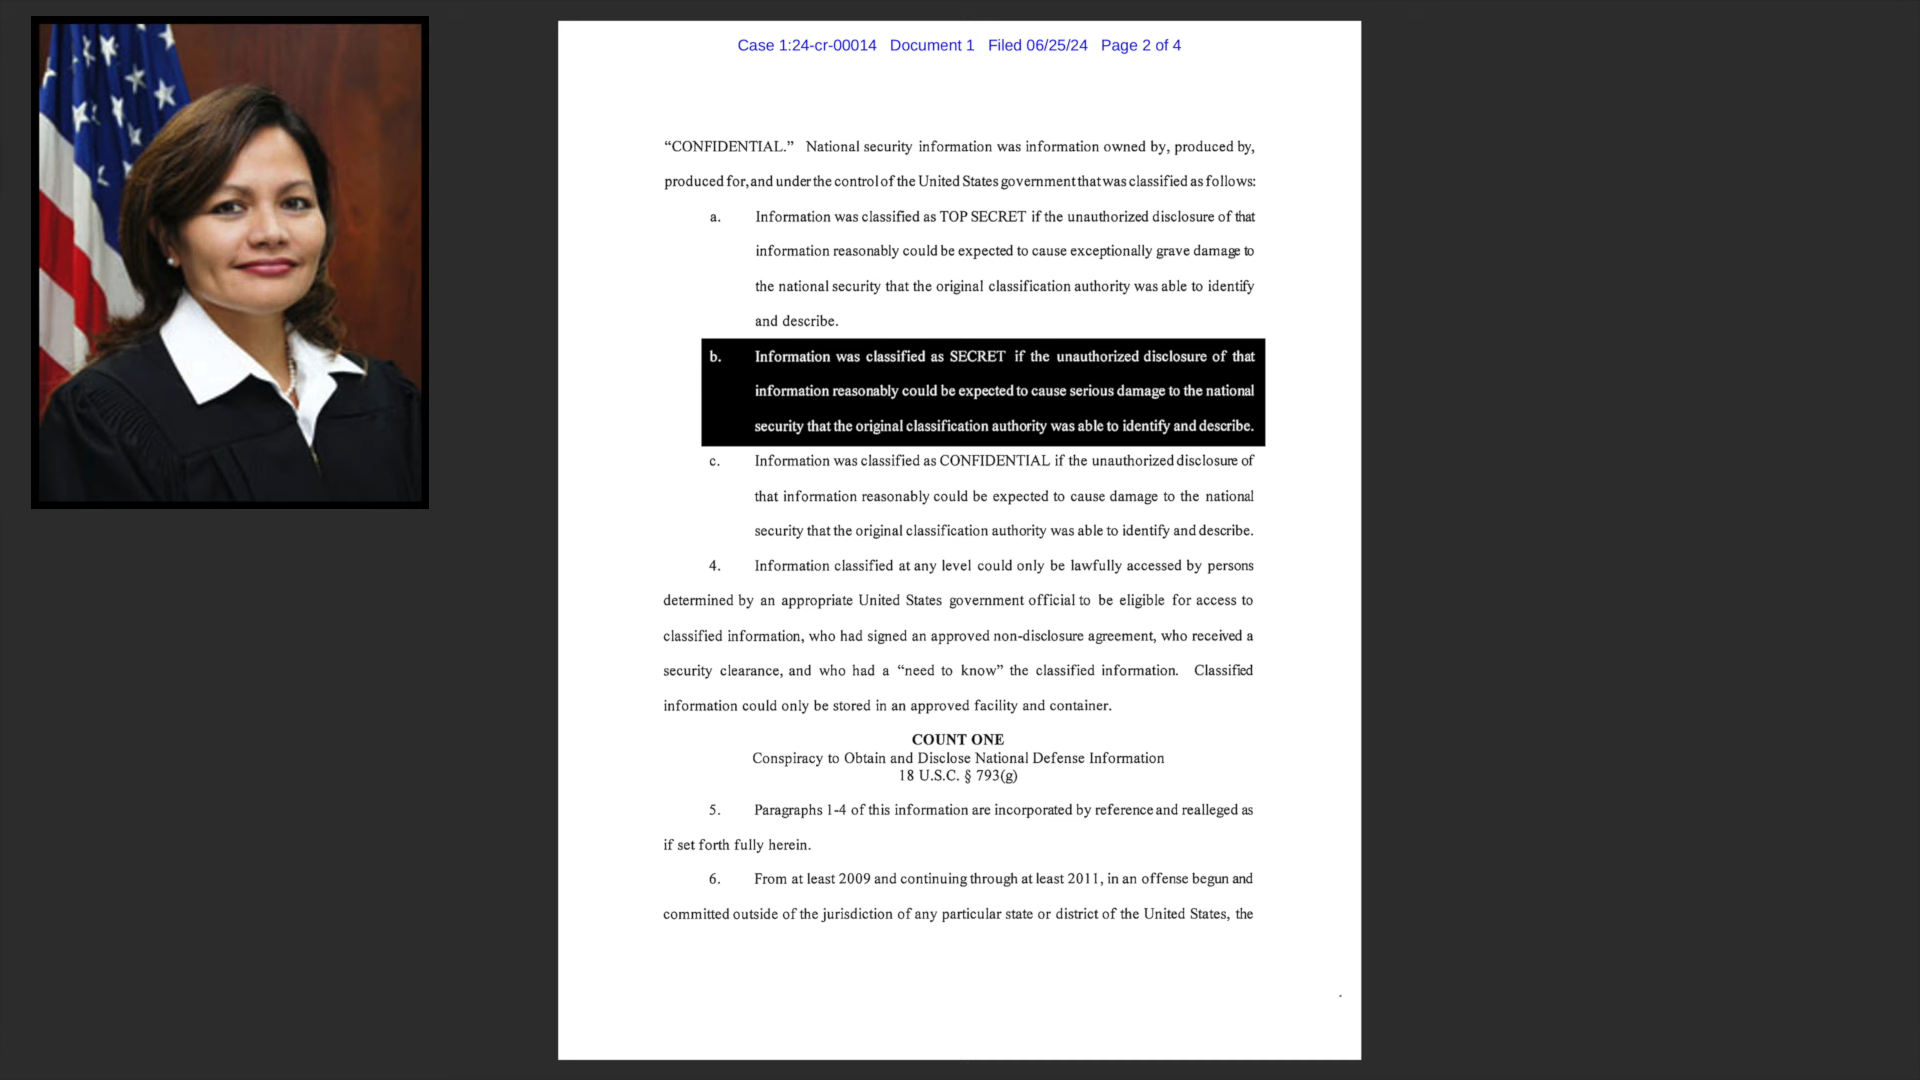 Case 1:24-cr-00014 Document 1 Filed 06/25/24 Page 2 of 4
“CONFIDENTIAL.” National security information was information owned by, produced by,
produced for, and under the control of the United States government that was classified as follows:
a. Information was classified as TOP SECRET if the unauthorized disclosure of that
information reasonably could be expected to cause exceptionally grave damage to
the national security that the original classification authority was able to identify
and describe.
b. Information was classified as SECRET if the unauthorized disclosure of that
information reasonably could be expected to cause serious damage to the national
security that the original classification authority was able to identify and describe.
c. Information was classified as CONFIDENTIAL if the unauthorized disclosure of
that information reasonably could be expected to cause damage to the national
security that the original classification authority was able to identify and describe.
4. Information classified at any level could only be lawfully accessed by persons
determined by an appropriate United States government official to be eligible for access to
classified information, who had signed an approved non-disclosure agreement, who received a
security clearance, and who had a “need to know” the classified information. Classified
information could only be stored in an approved facility and container.
COUNT ONE
Conspiracy to Obtain and Disclose National Defense Information
18 U.S.C. § 793(g)
5. Paragraphs 1-4 of this information are incorporated by reference and realleged as
if set forth fully herein.
6. From at least 2009 and continuing through at least 2011, in an offense begun and
committed outside of the jurisdiction of any particular state or district of the United States, the